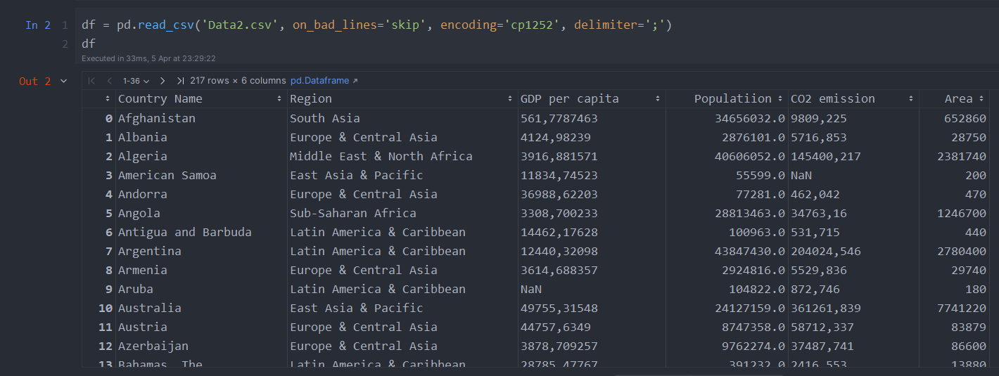 In 2 1 df = pd.read_csv('Data2.csv', on_bad_lines='skip', encoding='cp1252', delimiter=';')
2 df
Executed in 33ms, 5 Apr at 23:29:22
Out 2 1-36 217 rows × 6 columns pd.Dataframe
Country Name Region GDP per capita Populatiion CO2 emission Area
0 Afghanistan South Asia 561,7787463 34656032.0 9809,225 652860
1 Albania Europe & Central Asia 4124,98239 2876101.0 5716,853 28750
2 Algeria Middle East & North Africa 3916,881571 40606052.0 145400,217 2381740
3 American Samoa East Asia & Pacific 11834,74523 55599.0 NaN 200
4 Andorra Europe & Central Asia 36988,62203 77281.0 462,042 470
5 Angola Sub-Saharan Africa 3308,700233 28813463.0 34763,16 1246700
6 Antigua and Barbuda Latin America & Caribbean 14462,17628 100963.0 531,715 440
7 Argentina Latin America & Caribbean 12440,32098 43847430.0 204024,546 2780400
8 Armenia Europe & Central Asia 3614,688357 2924816.0 5529,836 29740
9 Aruba Latin America & Caribbean NaN 104822.0 872,746 180
10 Australia East Asia & Pacific 49755,31548 24127159.0 361261,839 7741220
11 Austria Europe & Central Asia 44757,6349 8747358.0 58712,337 83879
12 Azerbaijan Europe & Central Asia 3878,709257 9762274.0 37487,741 86600
13 Bahamas, The Latin America & Caribbean 28785,47767 391232.0 2416,553 13880